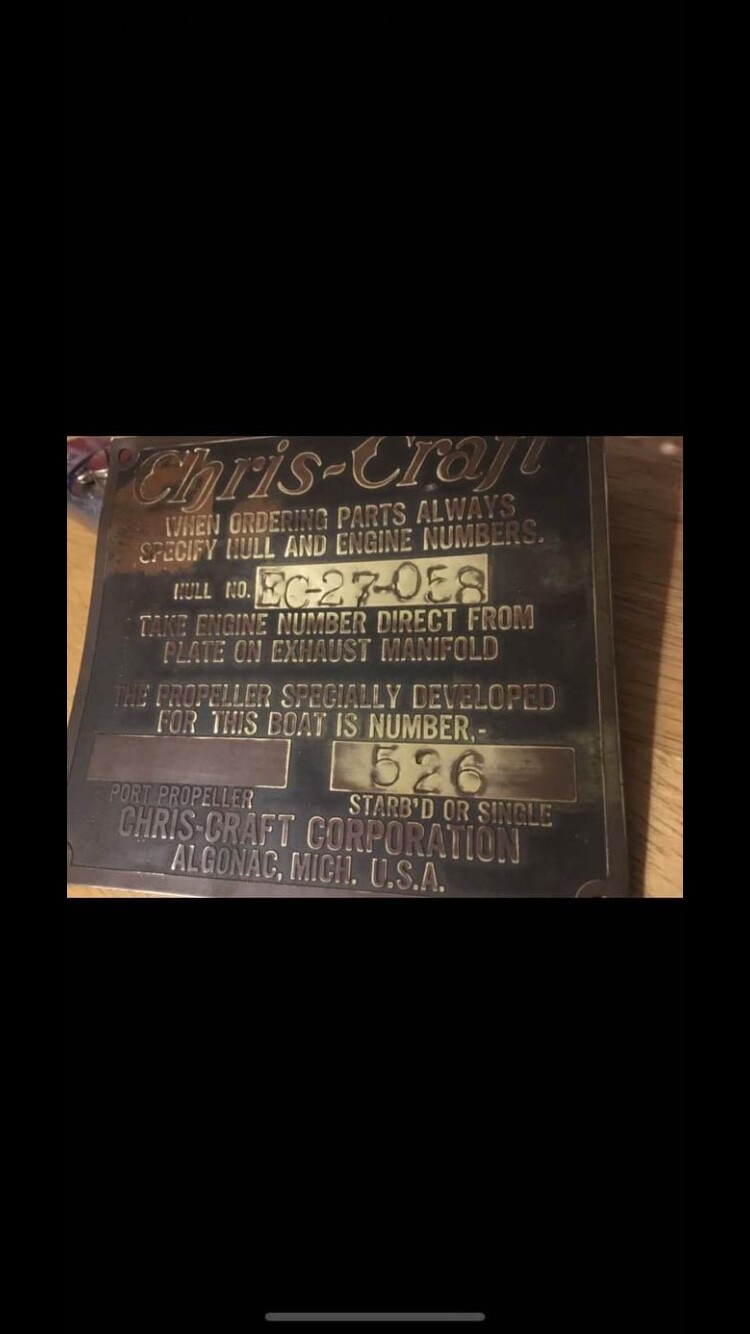 Chris-Craft
WHEN ORDERING PARTS ALWAYS
SPECIFY HULL AND ENGINE NUMBERS.
HULL NO. EC-27-058
TAKE ENGINE NUMBER DIRECT FROM
PLATE ON EXHAUST MANIFOLD
THE PROPELLER SPECIALLY DEVELOPED
FOR THIS BOAT IS NUMBER,-
526
PORT PROPELLER STARB'D OR SINGLE
CHRIS-CRAFT CORPORATION
ALGONAC, MICH. U.S.A.